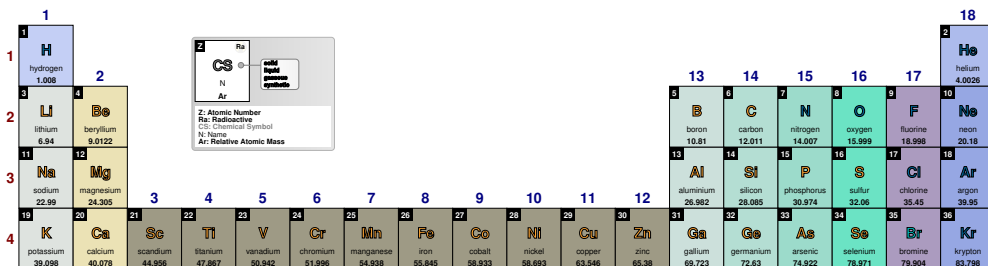 1 18
1 1 2
H Z Ra He
hydrogen CS solid helium
1.008 liquid 4.0026
gaseous
synthetic
N
Ar
2 13 14 15 16 17
2 3 4 5 6 7 8 9 10
Li Be B C N O F Ne
lithium beryllium boron carbon nitrogen oxygen fluorine neon
6.94 9.0122 10.81 12.011 14.007 15.999 18.998 20.18
Z: Atomic Number
Ra: Radioactive
CS: Chemical Symbol
N: Name
Ar: Relative Atomic Mass
3 11 12 13 14 15 16 17 18
Na Mg Al Si P S Cl Ar
sodium magnesium aluminium silicon phosphorus sulfur chlorine argon
22.99 24.305 26.982 28.085 30.974 32.06 35.45 39.95
3 4 5 6 7 8 9 10 11 12
4 19 20 21 22 23 24 25 26 27 28 29 30 31 32 33 34 35 36
K Ca Sc Ti V Cr Mn Fe Co Ni Cu Zn Ga Ge As Se Br Kr
potassium calcium scandium titanium vanadium chromium manganese iron cobalt nickel copper zinc gallium germanium arsenic selenium bromine krypton
39.098 40.078 44.956 47.867 50.942 51.996 54.938 55.845 58.933 58.693 63.546 65.38 69.723 72.63 74.922 78.971 79.904 83.798